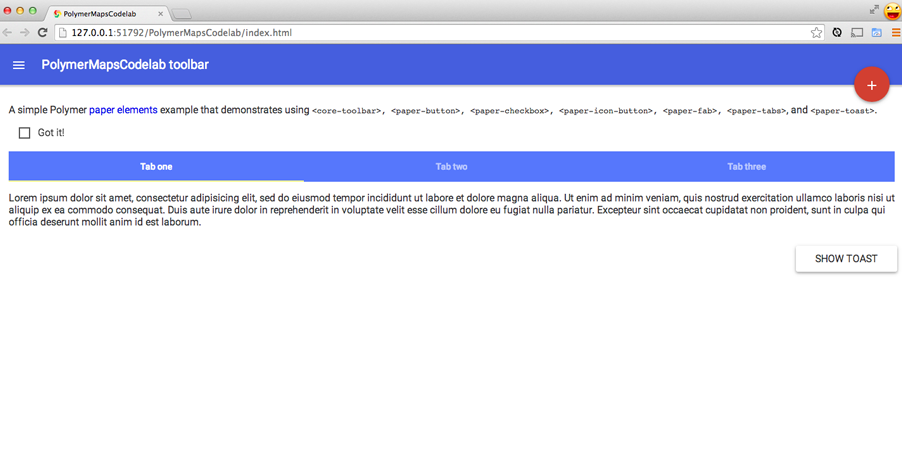 PolymerMapsCodelab
127.0.0.1:51792/PolymerMapsCodelab/index.html
PolymerMapsCodelab toolbar
+
A simple Polymer paper elements example that demonstrates using <core-toolbar>, <paper-button>, <paper-checkbox>, <paper-icon-button>, <paper-fab>, <paper-tabs>, and <paper-toast>.
Got it!
Tab one Tab two Tab three
Lorem ipsum dolor sit amet, consectetur adipisicing elit, sed do eiusmod tempor incididunt ut labore et dolore magna aliqua. Ut enim ad minim veniam, quis nostrud exercitation ullamco laboris nisi ut
aliquip ex ea commodo consequat. Duis aute irure dolor in reprehenderit in voluptate velit esse cillum dolore eu fugiat nulla pariatur. Excepteur sint occaecat cupidatat non proident, sunt in culpa qui
officia deserunt mollit anim id est laborum.
SHOW TOAST